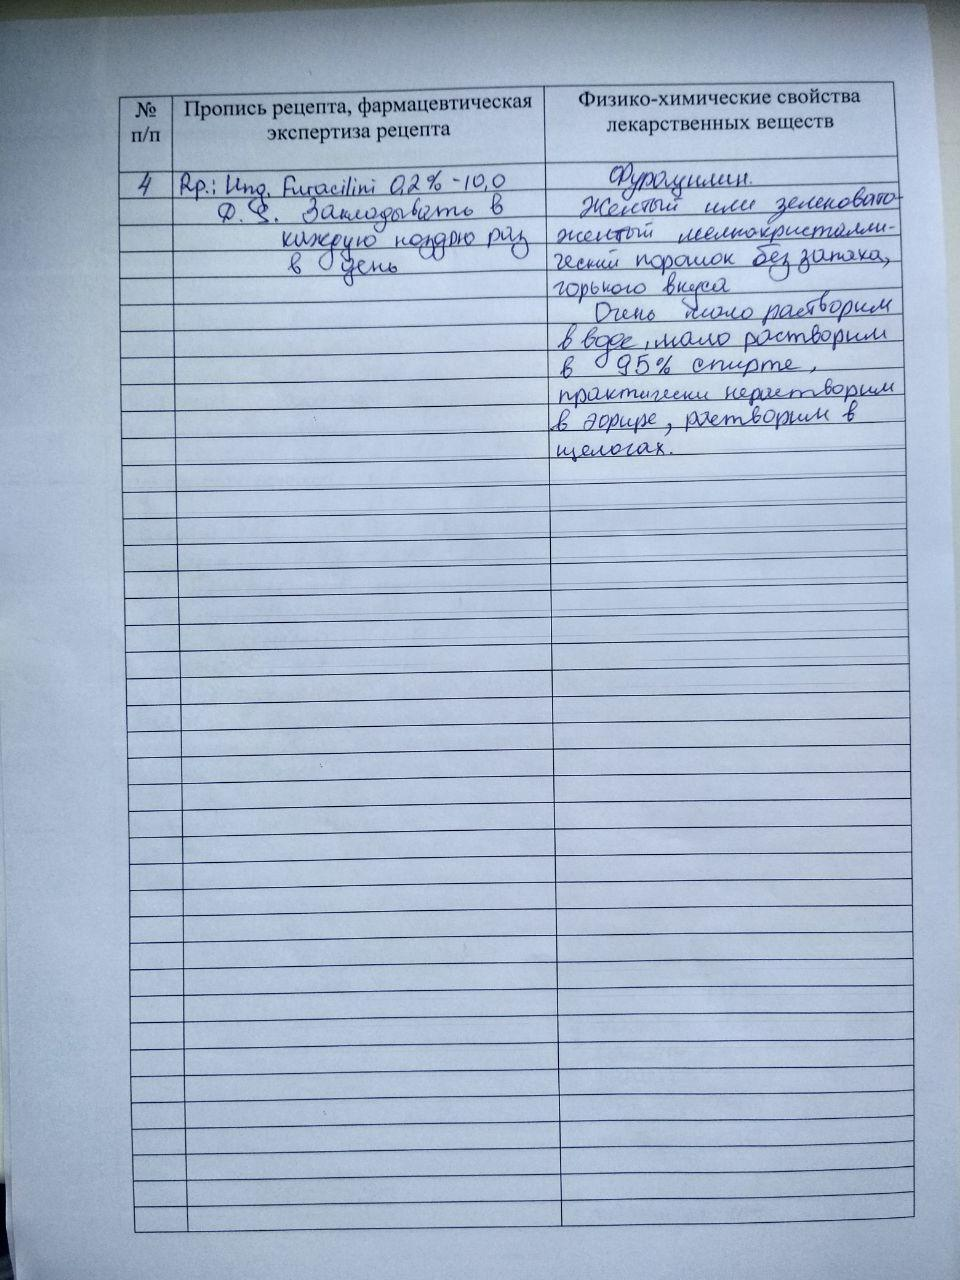 № п/п
Пропись рецепта, фармацевтическая
экспертиза рецепта
Физико-химические свойства
лекарственных веществ
4
Rp.: Ung. Furacilini 0,2% - 10,0
D. S. Закладывать в
каждую ноздрю раз
в день
Фурацилин.
Желтый или зеленовато-
желтый мелкокристалли-
ческий порошок без запаха,
горького вкуса
Очень мало растворим
в воде, мало растворим
в 95% спирте,
практически нерастворим
в эфире, растворим в
щелочах.